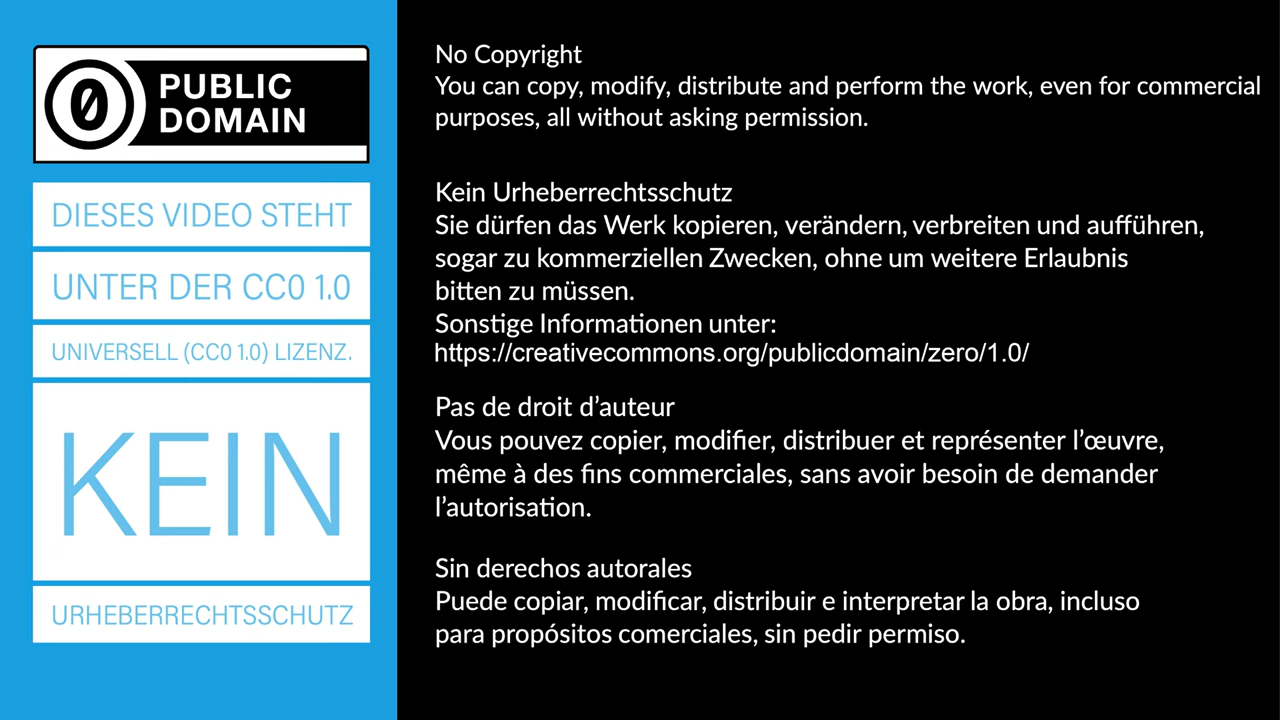 0
PUBLIC
DOMAIN
DIESES VIDEO STEHT
UNTER DER CC0 1.0
UNIVERSELL (CC0 1.0) LIZENZ.
KEIN
URHEBERRECHTSSCHUTZ
No Copyright
You can copy, modify, distribute and perform the work, even for commercial
purposes, all without asking permission.
Kein Urheberrechtsschutz
Sie dürfen das Werk kopieren, verändern, verbreiten und aufführen,
sogar zu kommerziellen Zwecken, ohne um weitere Erlaubnis
bitten zu müssen.
Sonstige Informationen unter:
https://creativecommons.org/publicdomain/zero/1.0/
Pas de droit d’auteur
Vous pouvez copier, modifier, distribuer et représenter l’œuvre,
même à des fins commerciales, sans avoir besoin de demander
l’autorisation.
Sin derechos autorales
Puede copiar, modificar, distribuir e interpretar la obra, incluso
para propósitos comerciales, sin pedir permiso.